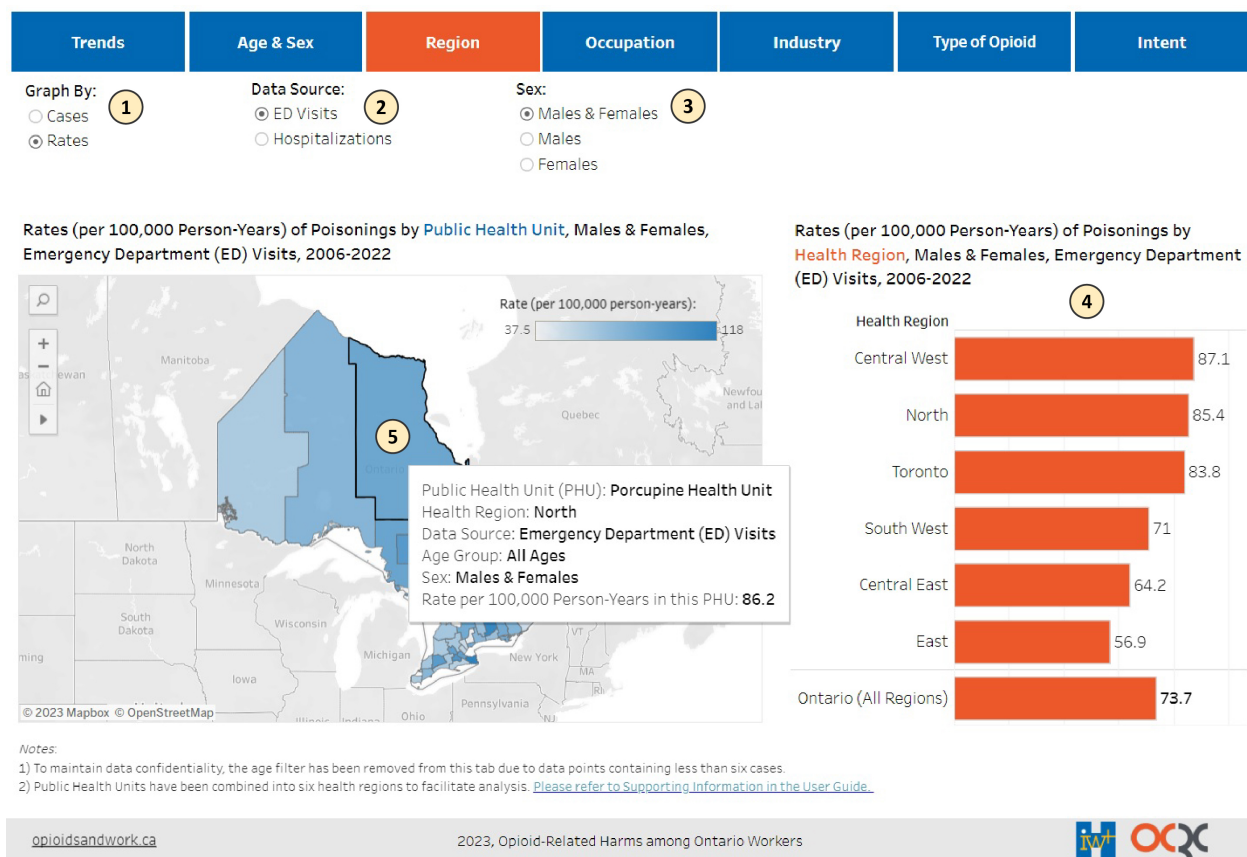 Trends
Age & Sex
Region
Occupation
Industry
Type of Opioid
Intent
Graph By:
Cases
Rates
1
Data Source:
ED Visits
Hospitalizations
2
Sex:
Males & Females
Males
Females
3
Rates (per 100,000 Person-Years) of Poisonings by Public Health Unit, Males & Females,
Emergency Department (ED) Visits, 2006-2022
Rate (per 100,000 person-years):
37.5
118
Manitoba
Quebec
Ontario
5
Public Health Unit (PHU): Porcupine Health Unit
Health Region: North
Data Source: Emergency Department (ED) Visits
Age Group: All Ages
Sex: Males & Females
Rate per 100,000 Person-Years in this PHU: 86.2
North
Dakota
Minnesota
South
Dakota
Wisconsin
Michigan
New York
VT
MA
RI
ming
Iowa
Pennsylvania
Illinois
Ohio
NJ
© 2023 Mapbox © OpenStreetMap
Rates (per 100,000 Person-Years) of Poisonings by
Health Region, Males & Females, Emergency Department
(ED) Visits, 2006-2022
4
Health Region
Central West 87.1
North 85.4
Toronto 83.8
South West 71
Central East 64.2
East 56.9
Ontario (All Regions) 73.7
Notes:
1) To maintain data confidentiality, the age filter has been removed from this tab due to data points containing less than six cases.
2) Public Health Units have been combined into six health regions to facilitate analysis. Please refer to Supporting Information in the User Guide.
opioidsandwork.ca
2023, Opioid-Related Harms among Ontario Workers
iw+